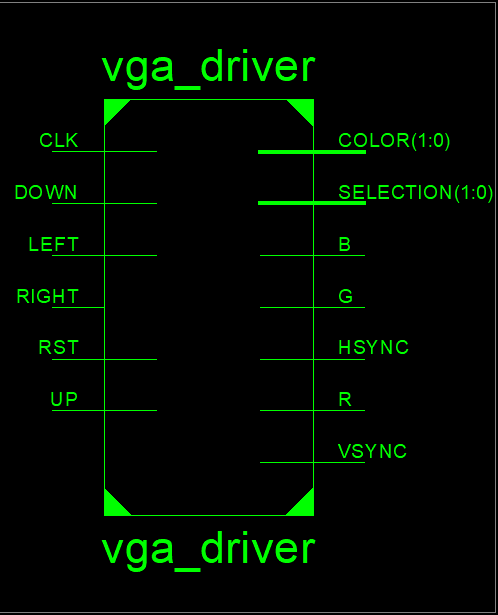 vga_driver
CLK
COLOR(1:0)
DOWN
SELECTION(1:0)
LEFT
B
RIGHT
G
RST
HSYNC
UP
R
VSYNC
vga_driver